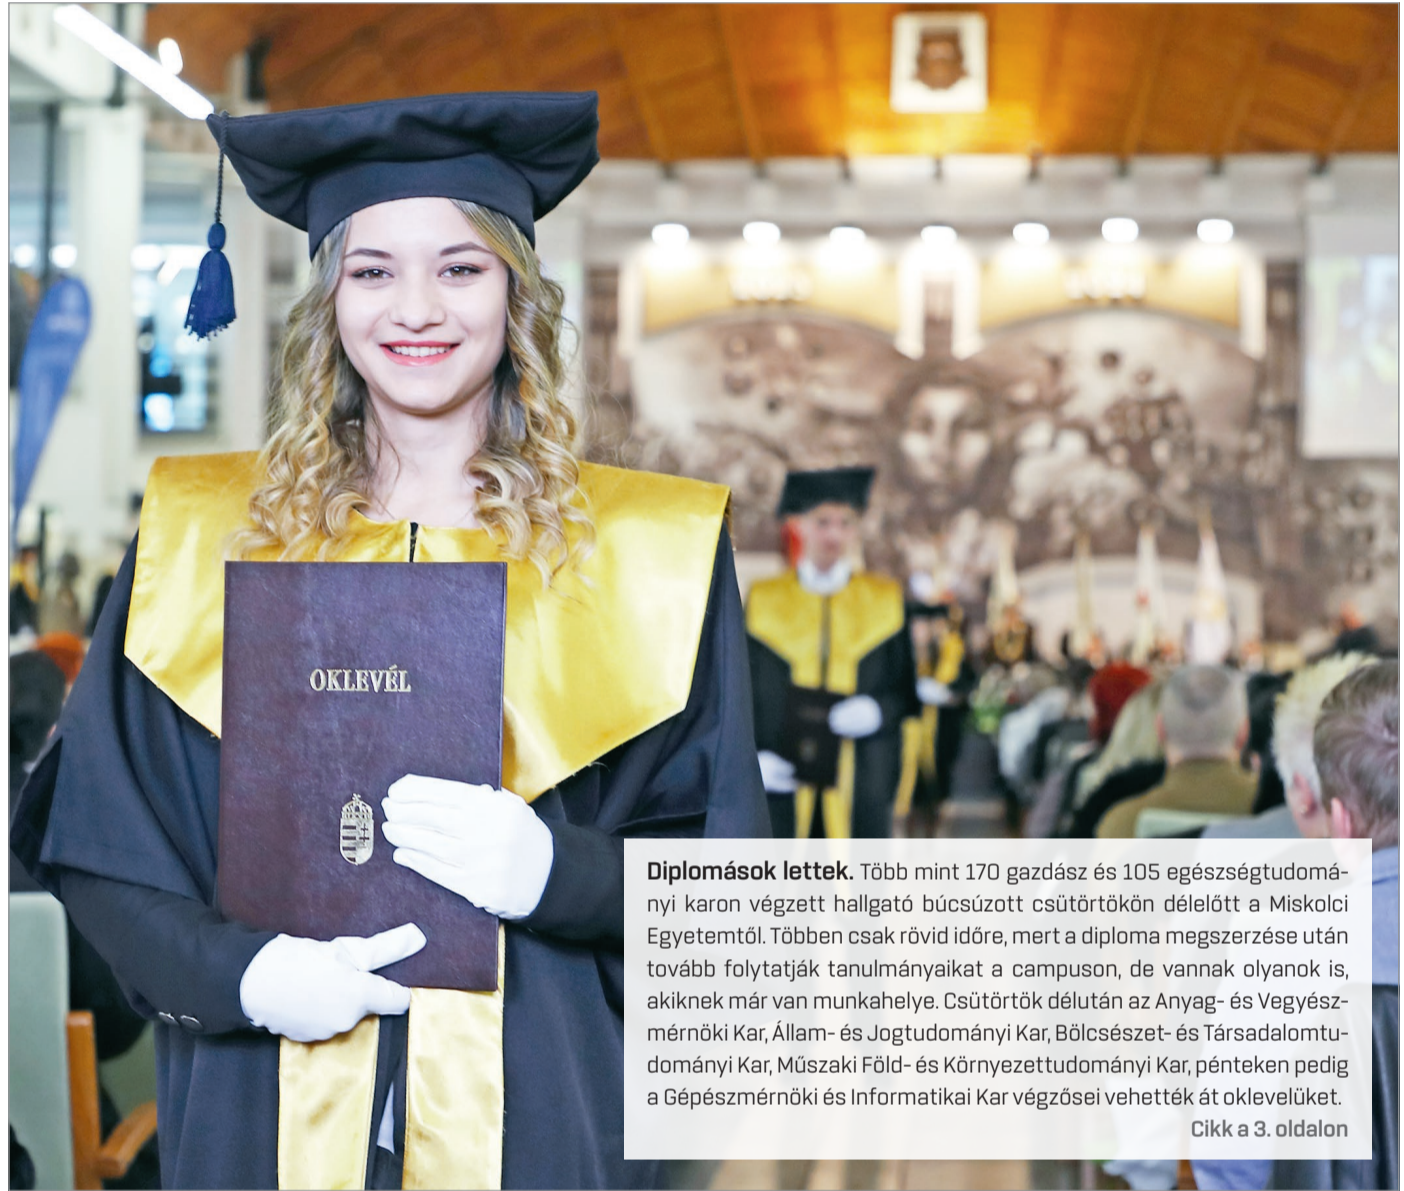 OKLEVÉL
Diplomások lettek. Több mint 170 gazdász és 105 egészségtudomá-
nyi karon végzett hallgató búcsúzott csütörtökön délelőtt a Miskolci
Egyetemtől. Többen csak rövid időre, mert a diploma megszerzése után
tovább folytatják tanulmányaikat a campuson, de vannak olyanok is,
akiknek már van munkahelye. Csütörtök délután az Anyag- és Vegyész-
mérnöki Kar, Állam- és Jogtudományi Kar, Bölcsészet- és Társadalomtu-
dományi Kar, Műszaki Föld- és Környezettudományi Kar, pénteken pedig
a Gépészmérnöki és Informatikai Kar végzősei vehették át oklevelüket.
Cikk a 3. oldalon